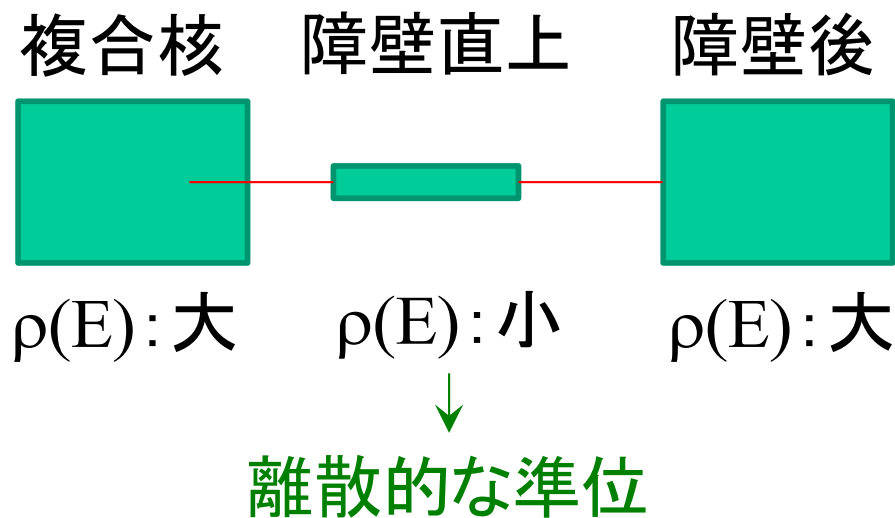 複合核 障壁直上 障壁後
ρ(E) : 大 ρ(E) : 小 ρ(E) : 大
離散的な準位